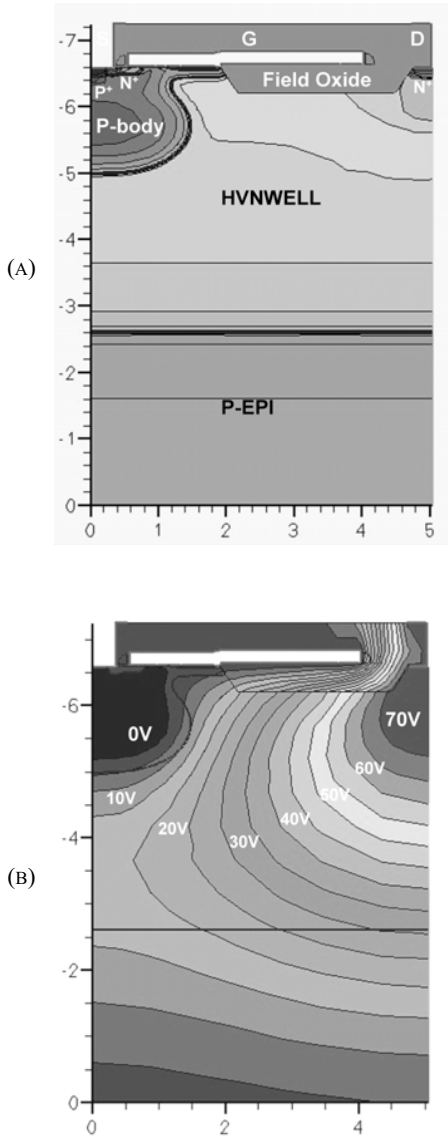 (A)
-7
-6
-5
-4
-3
-2
-1
0
S
G
D
P+
N+
Field Oxide
N+
P-body
HVNWELL
P-EPI
0 1 2 3 4 5
(B)
-6
-4
-2
0
0V
10V
20V
30V
40V
50V
60V
70V
0 2 4